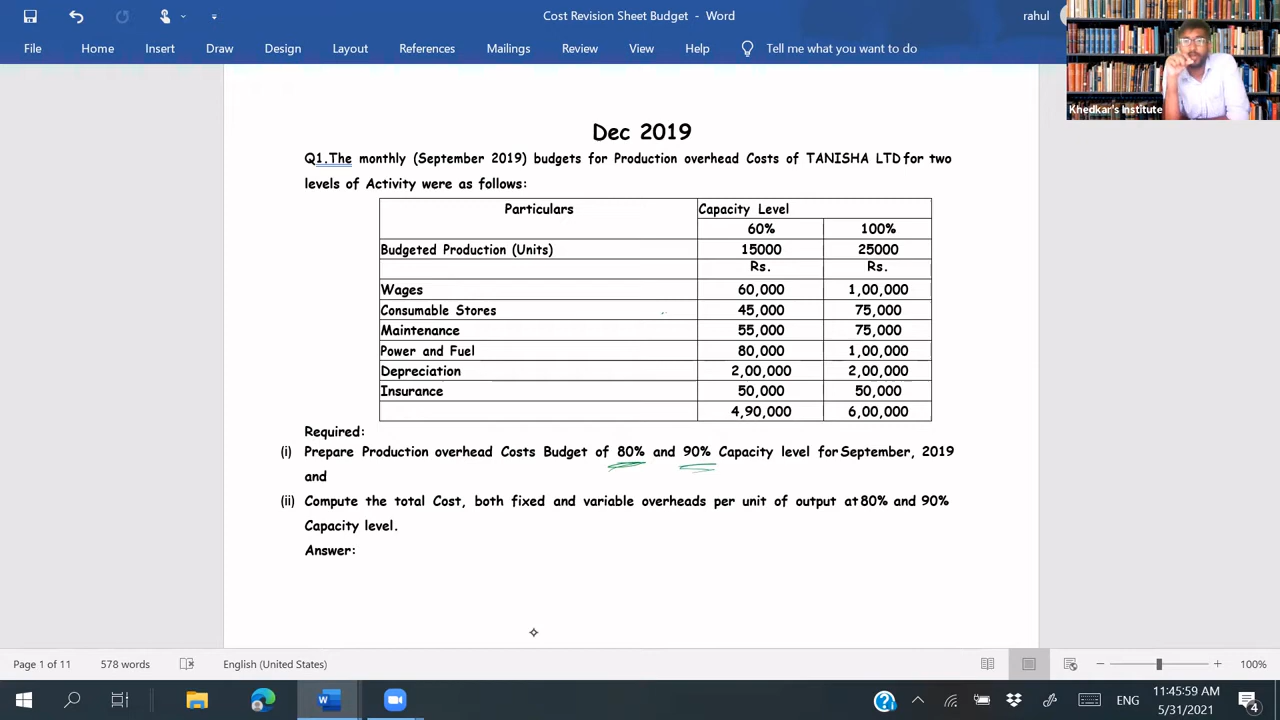 Cost Revision Sheet Budget - Word
rahul
File Home Insert Draw Design Layout References Mailings Review View Help Tell me what you want to do
Khedkar's Institute
Dec 2019
Q1.The monthly (September 2019) budgets for Production overhead Costs of TANISHA LTD for two
levels of Activity were as follows:
Particulars Capacity Level
60% 100%
Budgeted Production (Units) 15000 25000
Rs. Rs.
Wages 60,000 1,00,000
Consumable Stores 45,000 75,000
Maintenance 55,000 75,000
Power and Fuel 80,000 1,00,000
Depreciation 2,00,000 2,00,000
Insurance 50,000 50,000
4,90,000 6,00,000
Required:
(i) Prepare Production overhead Costs Budget of 80% and 90% Capacity level for September, 2019
and
(ii) Compute the total Cost, both fixed and variable overheads per unit of output at 80% and 90%
Capacity level.
Answer:
Page 1 of 11 578 words English (United States) 100%
ENG
11:45:59 AM
5/31/2021
4